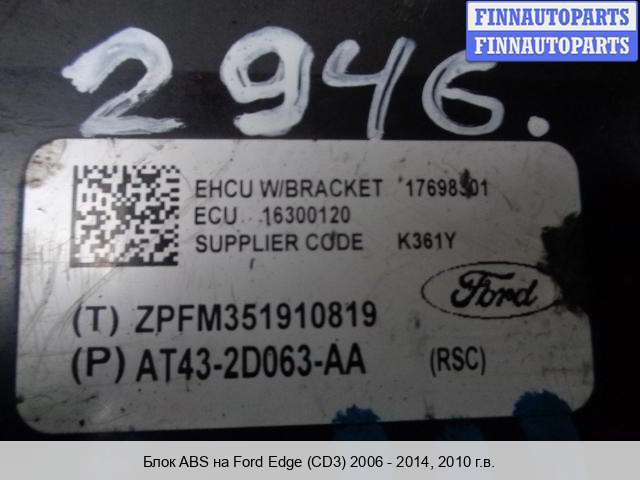 FINNAUTOPARTS
FINNAUTOPARTS
2946.
EHCU W/BRACKET 17698301
ECU 16300120
SUPPLIER CODE K361Y
Ford
(T) ZPFM351910819
(P) AT43-2D063-AA (RSC)
Блок ABS на Ford Edge (CD3) 2006 - 2014, 2010 г.в.